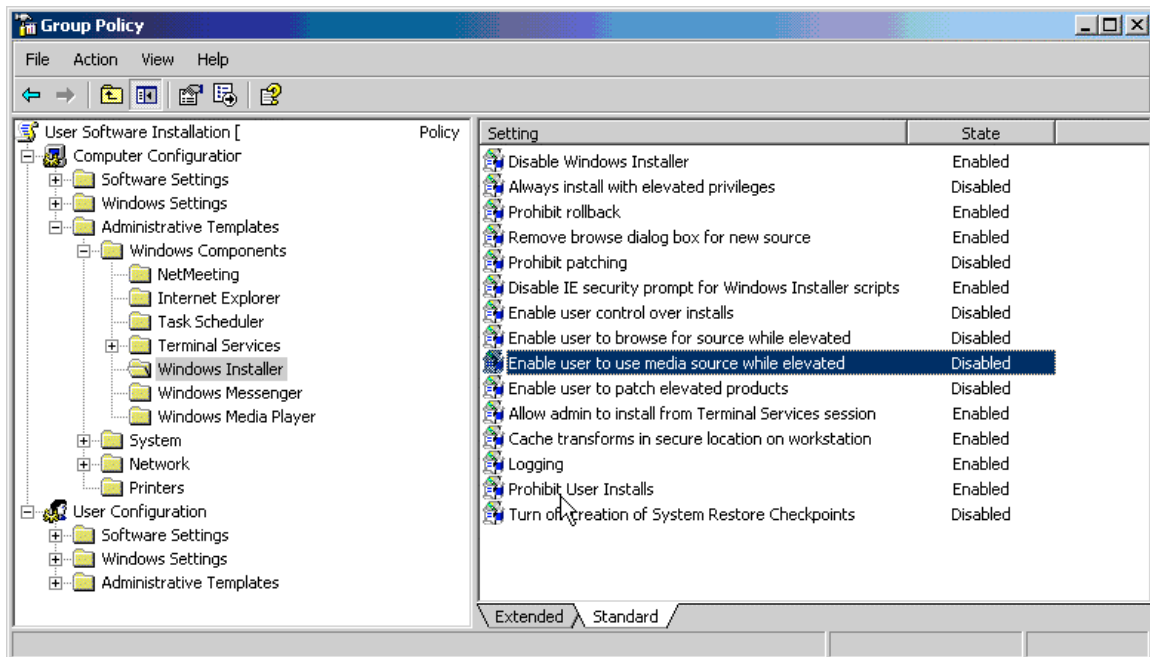 Group Policy
File Action View Help
User Software Installation [ Policy
Computer Configuration
Software Settings
Windows Settings
Administrative Templates
Windows Components
NetMeeting
Internet Explorer
Task Scheduler
Terminal Services
Windows Installer
Windows Messenger
Windows Media Player
System
Network
Printers
User Configuration
Software Settings
Windows Settings
Administrative Templates
Setting State
Disable Windows Installer Enabled
Always install with elevated privileges Disabled
Prohibit rollback Enabled
Remove browse dialog box for new source Enabled
Prohibit patching Disabled
Disable IE security prompt for Windows Installer scripts Disabled
Enable user control over installs Disabled
Enable user to browse for source while elevated Disabled
Enable user to use media source while elevated Disabled
Enable user to patch elevated products Disabled
Allow admin to install from Terminal Services session Enabled
Cache transforms in secure location on workstation Enabled
Logging Enabled
Prohibit User Installs Enabled
Turn off creation of System Restore Checkpoints Disabled
Extended Standard